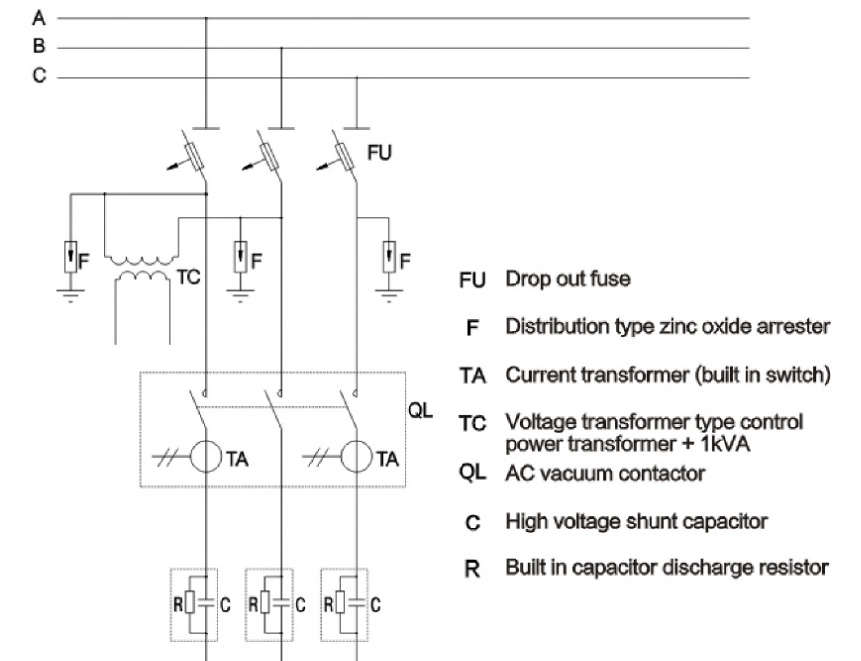 A
B
C
FU
F
TC
F
F
FU Drop out fuse
F Distribution type zinc oxide arrester
TA Current transformer (built in switch)
TC Voltage transformer type control
power transformer + 1kVA
QL AC vacuum contactor
C High voltage shunt capacitor
R Built in capacitor discharge resistor
QL
TA
TA
R C R C R C